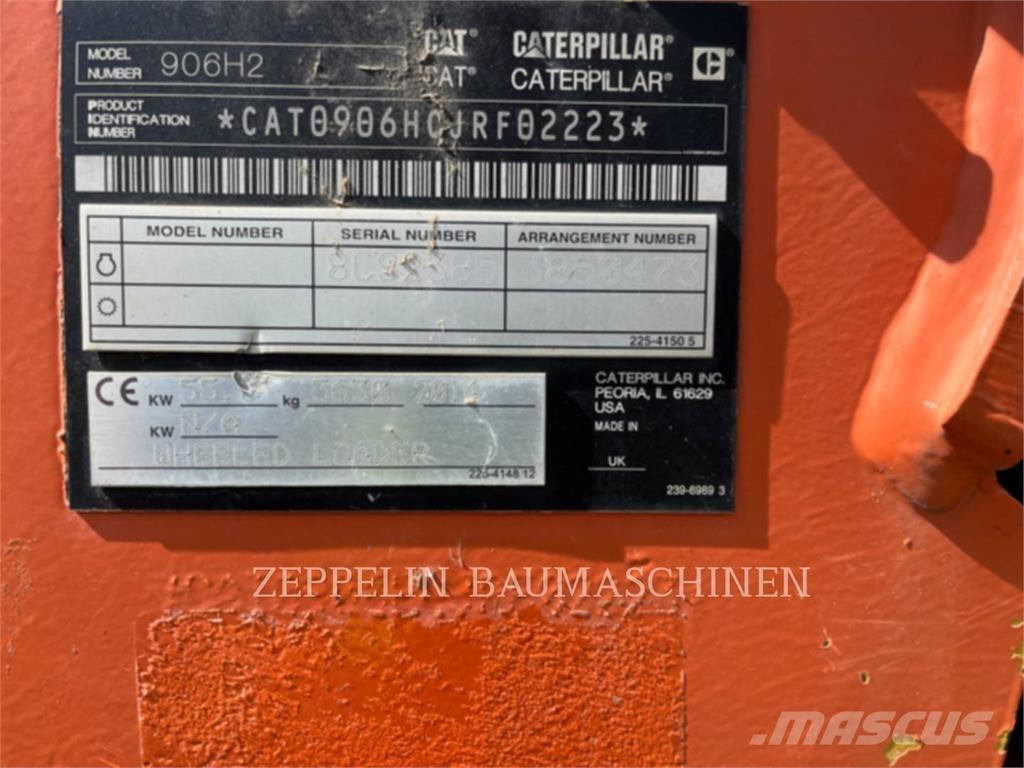 MODEL NUMBER 906H2
CAT® CATERPILLAR®
CAT® CATERPILLAR®
PRODUCT IDENTIFICATION NUMBER *CAT0906HCJRF02223*
MODEL NUMBER SERIAL NUMBER ARRANGEMENT NUMBER
3850473
225-4150 5
CE KW kg
KW N/a
WHEELED LOADER
225-4148 12
CATERPILLAR INC.
PEORIA, IL 61629
USA
MADE IN
UK
239-6989 3
ZEPPELIN BAUMASCHINEN
MASCUS